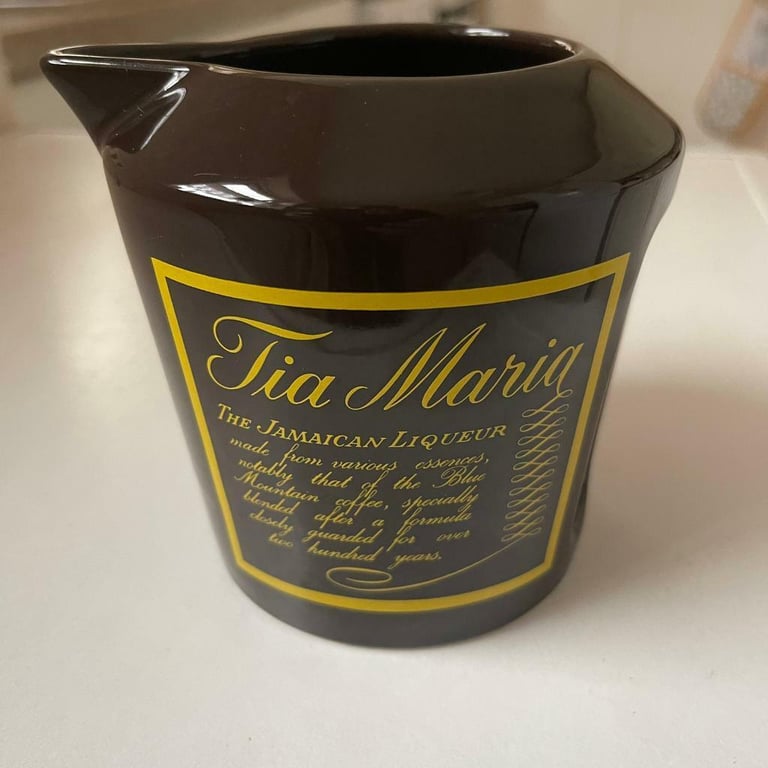 Tia Maria
THE JAMAICAN LIQUEUR
made from various essences,
notably that of the Blue
Mountain coffee, specially
blended after a formula
closely guarded for over
two hundred years.